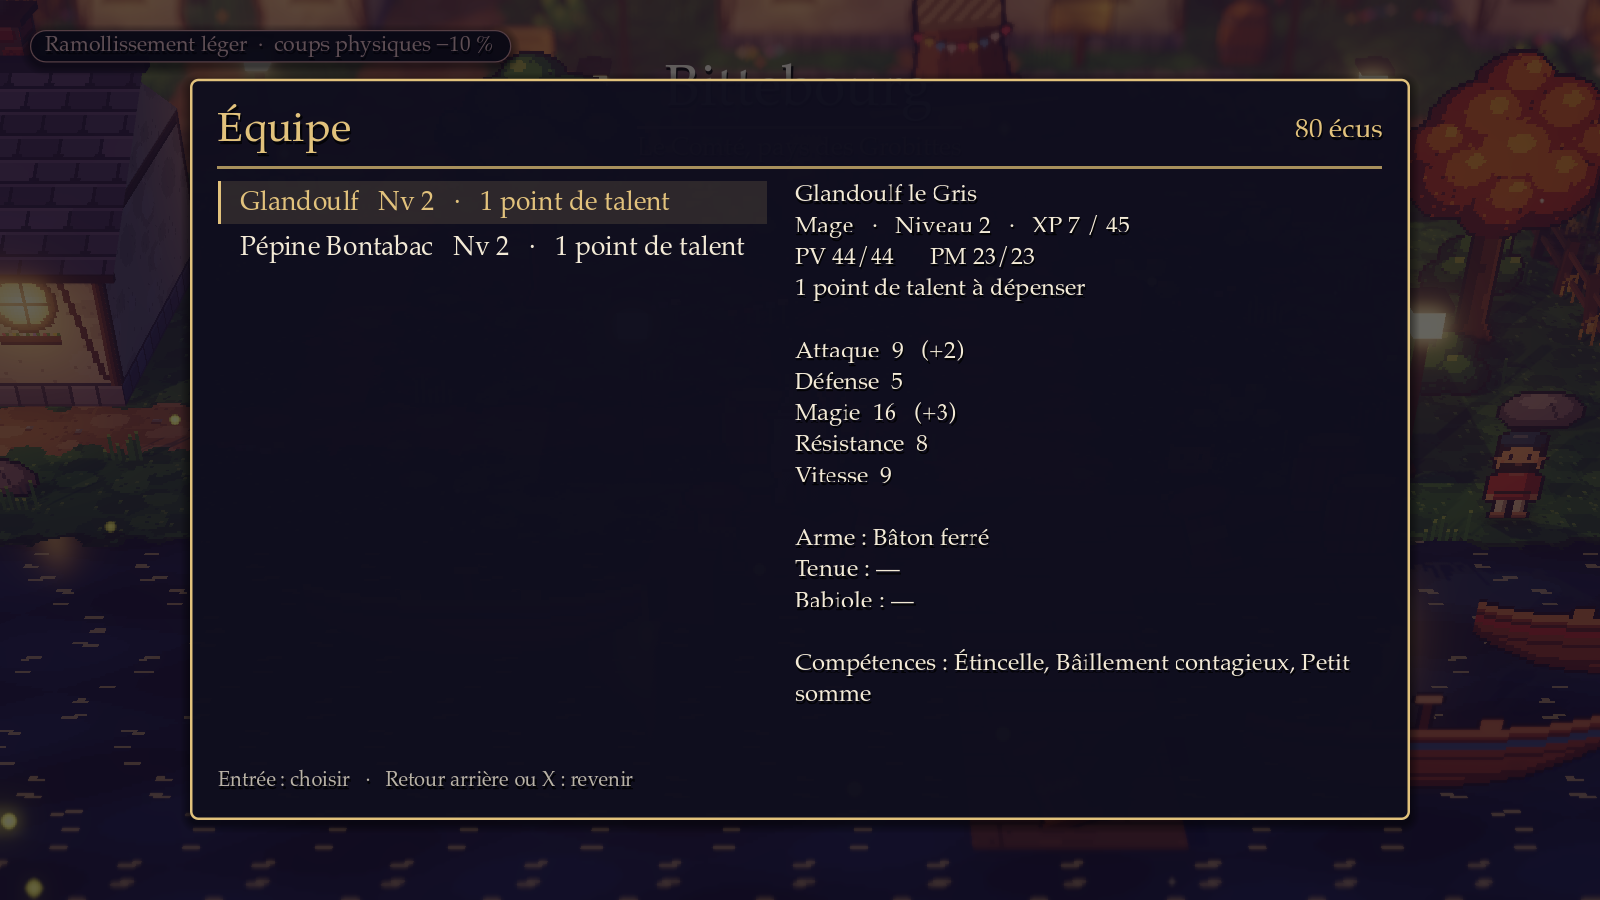 Ramollissement léger · coups physiques −10 %
Bittebourg
Équipe
80 écus
Glandoulf Nv 2 · 1 point de talent
Pépine Bontabac Nv 2 · 1 point de talent
Glandoulf le Gris
Mage · Niveau 2 · XP 7 / 45
PV 44/44 PM 23/23
1 point de talent à dépenser
Attaque 9 (+2)
Défense 5
Magie 16 (+3)
Résistance 8
Vitesse 9
Arme : Bâton ferré
Tenue : —
Babiole : —
Compétences : Étincelle, Bâillement contagieux, Petit
somme
Entrée : choisir · Retour arrière ou X : revenir